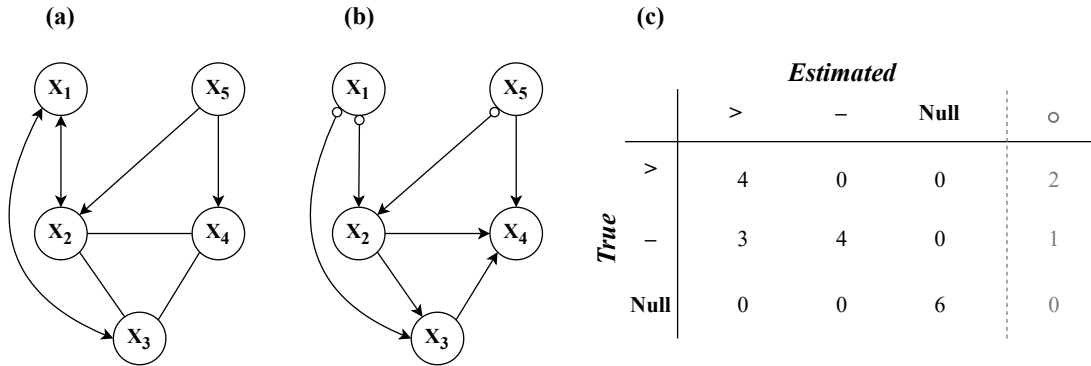 (a) (b) (c)
X1 X5 X1 X5
X2 X4 X2 X4
X3 X3
Estimated
> – Null o
True
> 4 0 0 2
– 3 4 0 1
Null 0 0 6 0